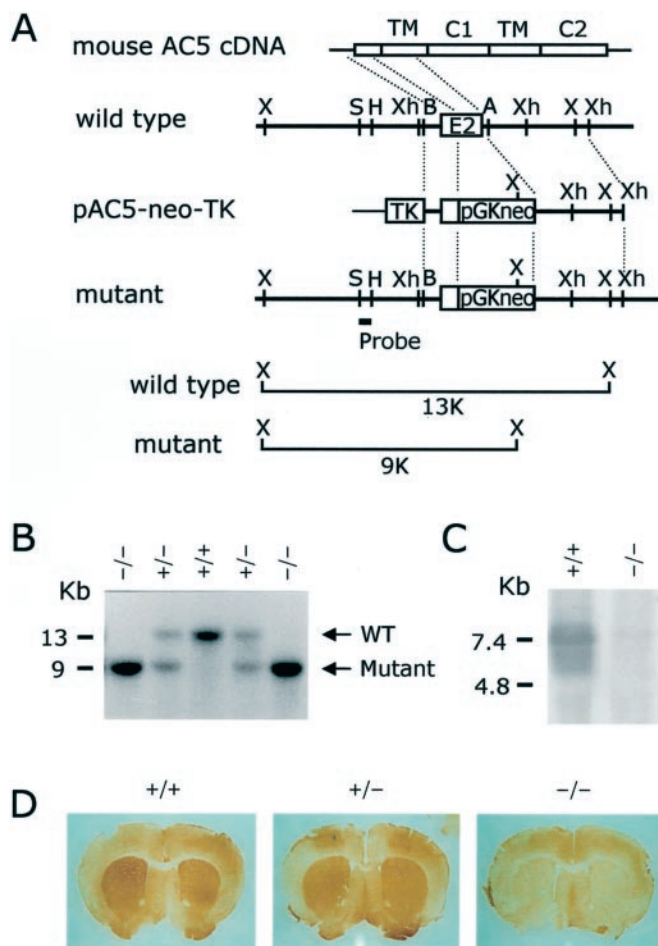 A
TM C1 TM C2
mouse AC5 cDNA
X S H Xh B A Xh X Xh
wild type E2
X Xh X Xh
pAC5-neo-TK TK pGKneo
X S H Xh B X Xh X Xh
mutant pGKneo
Probe
wild type X X
13K
mutant X X
9K
B
−/− +/− +/+ +/− −/−
Kb
13 WT
9 Mutant
C
+/+ −/−
Kb
7.4
4.8
D
+/+ +/− −/−